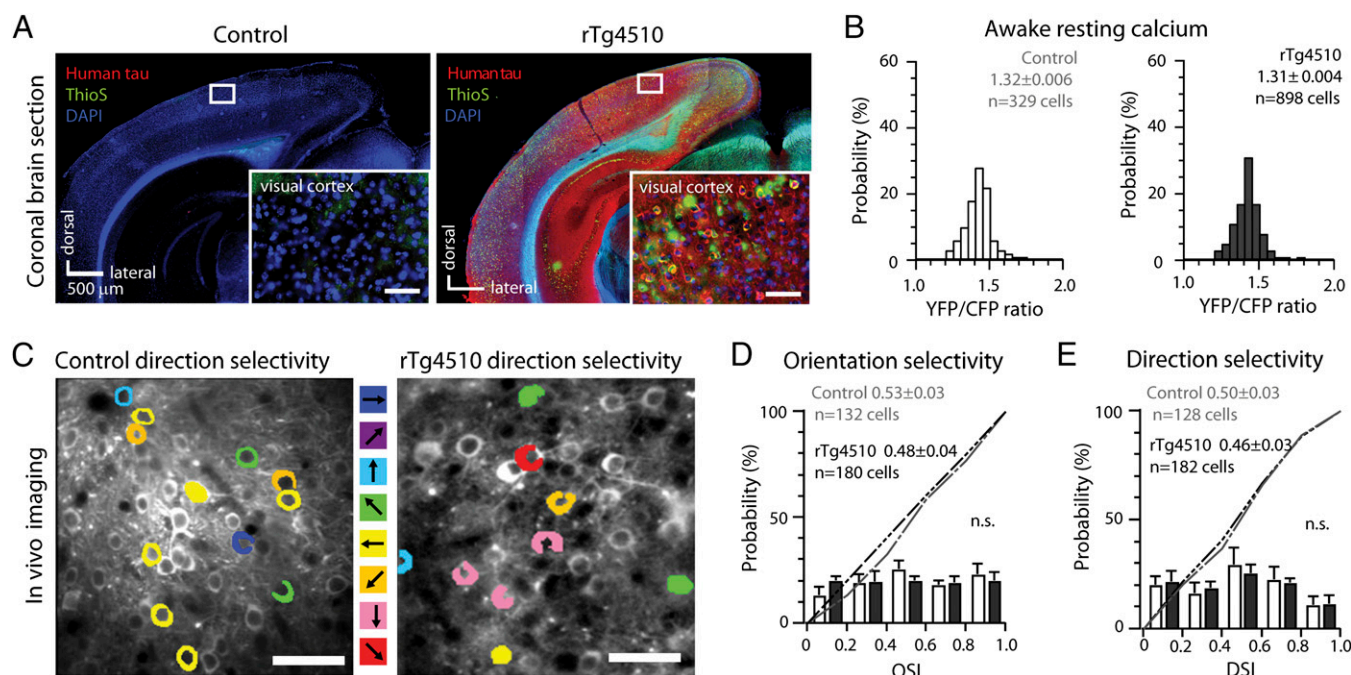 A
Control
rTg4510
Human tau
ThioS
DAPI
visual cortex
dorsal
lateral
500 μm
Coronal brain section
Human tau
ThioS
DAPI
visual cortex
dorsal
lateral
B
Awake resting calcium
Control
1.32±0.006
n=329 cells
Probability (%)
60
40
20
0
1.0
1.5
2.0
YFP/CFP ratio
rTg4510
1.31±0.004
n=898 cells
Probability (%)
60
40
20
0
1.0
1.5
2.0
YFP/CFP ratio
C
Control direction selectivity
rTg4510 direction selectivity
In vivo imaging
D
Orientation selectivity
Control 0.53±0.03
n=132 cells
rTg4510 0.48±0.04
n=180 cells
n.s.
Probability (%)
100
50
0
0
0.2
0.4
0.6
0.8
1.0
OSI
E
Direction selectivity
Control 0.50±0.03
n=128 cells
rTg4510 0.46±0.03
n=182 cells
n.s.
Probability (%)
100
50
0
0
0.2
0.4
0.6
0.8
1.0
DSI